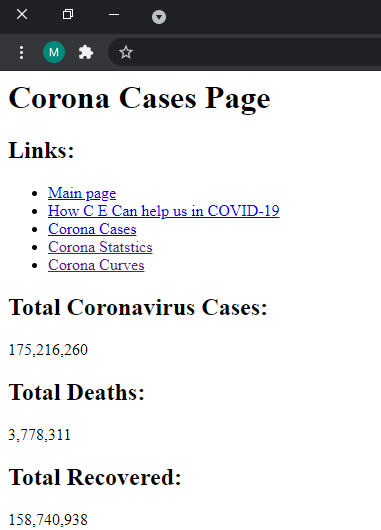 M
Corona Cases Page
Links:
Main page
How C E Can help us in COVID-19
Corona Cases
Corona Statstics
Corona Curves
Total Coronavirus Cases:
175,216,260
Total Deaths:
3,778,311
Total Recovered:
158,740,938